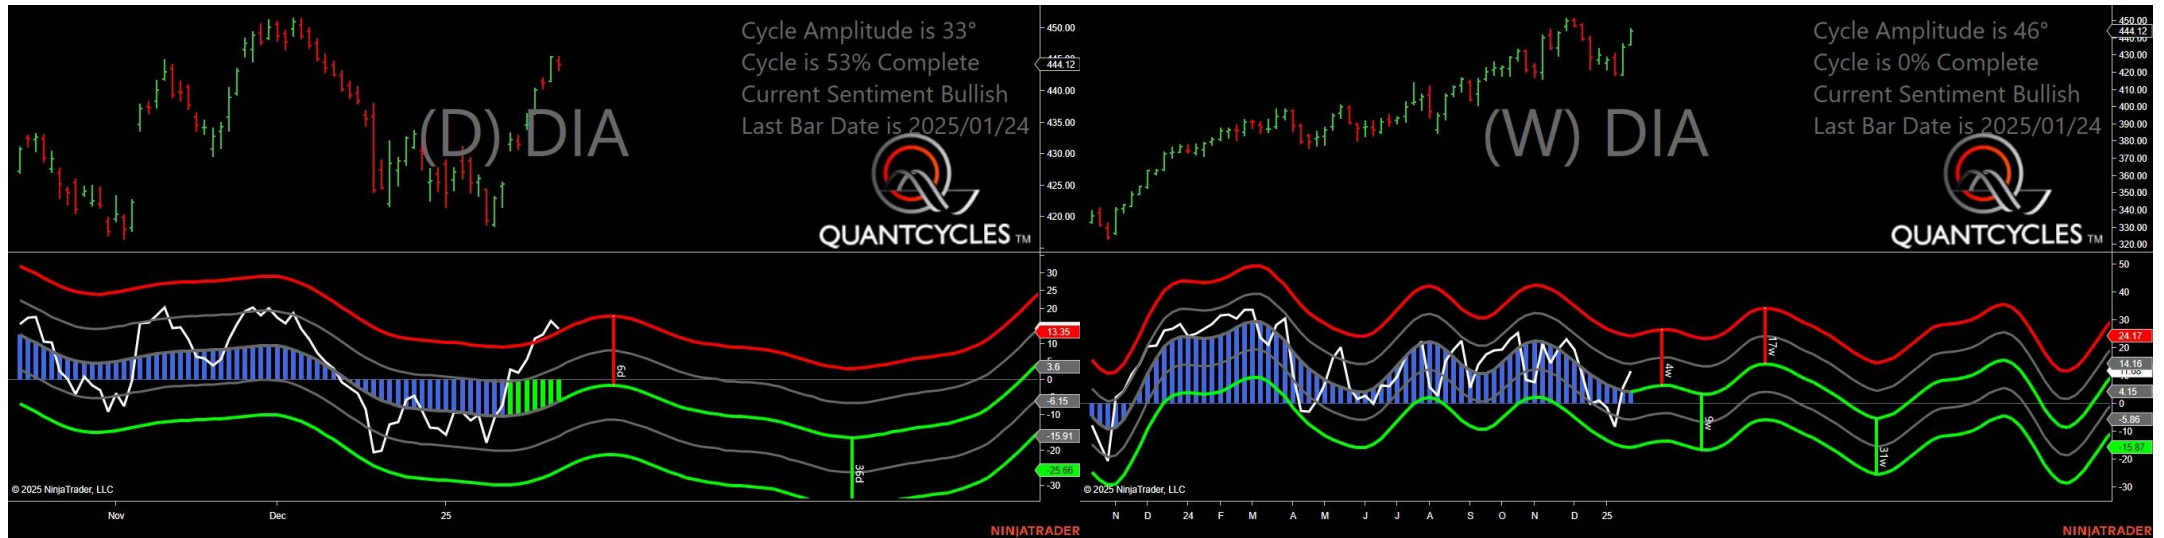 Cycle Amplitude is 33°
Cycle is 53% Complete
Current Sentiment Bullish
Last Bar Date is 2025/01/24
(D) DIA
QUANTCYCLES TM
450.00
444.12
440.00
435.00
430.00
425.00
420.00
30
25
20
13.35
10
3.6
0
-6.15
-10
-15.91
-20
-25.66
-30
6d
36d
© 2025 NinjaTrader, LLC
Nov
Dec
25
NINJATRADER
Cycle Amplitude is 46°
Cycle is 0% Complete
Current Sentiment Bullish
Last Bar Date is 2025/01/24
(W) DIA
QUANTCYCLES TM
450.00
444.12
440.00
430.00
420.00
410.00
400.00
390.00
380.00
370.00
360.00
350.00
340.00
330.00
320.00
50
40
30
24.17
20
14.16
4.15
0
-5.86
-10
-15.87
-20
-30
4w
9w
17w
31w
© 2025 NinjaTrader, LLC
N D 24 F M A M J J A S O N D 25
NINJATRADER